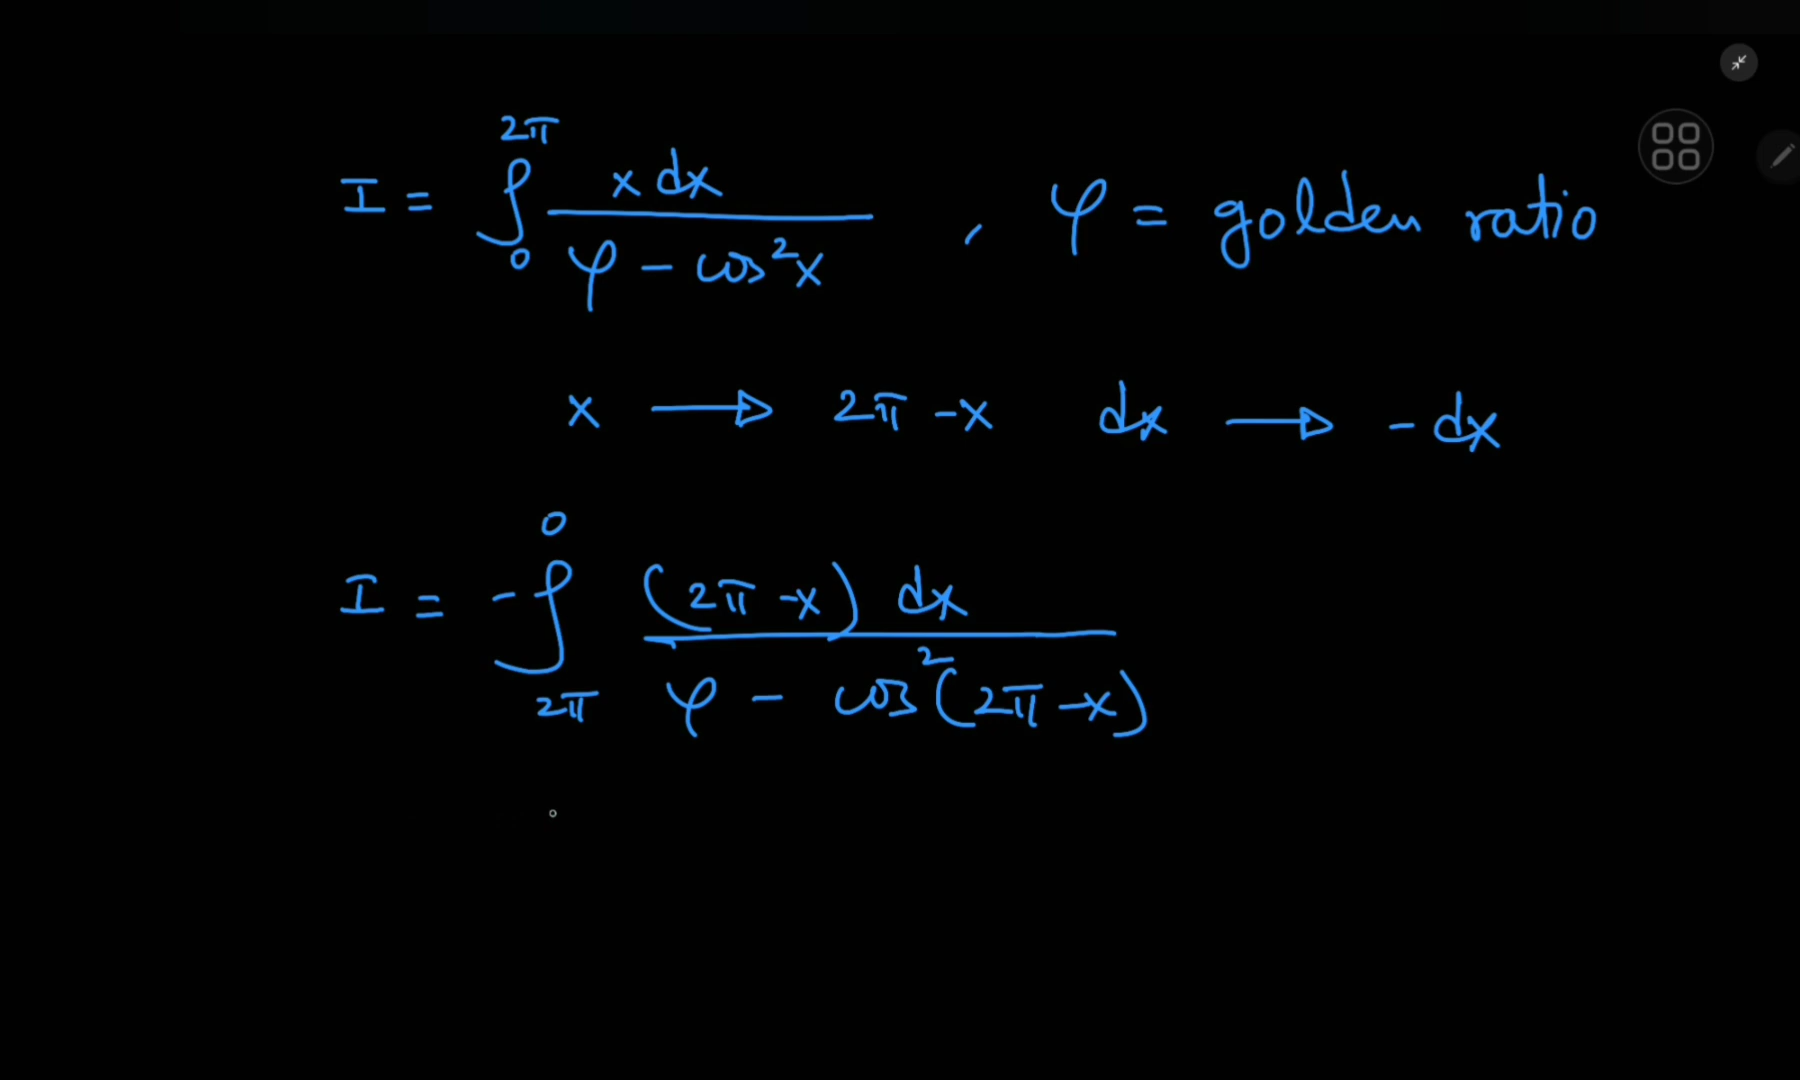 I = ∫₀^{2π} x dx / (φ − cos²x) , φ = golden ratio
x → 2π − x dx → − dx
I = − ∫_{2π}^{0} (2π − x) dx / (φ − cos²(2π − x))